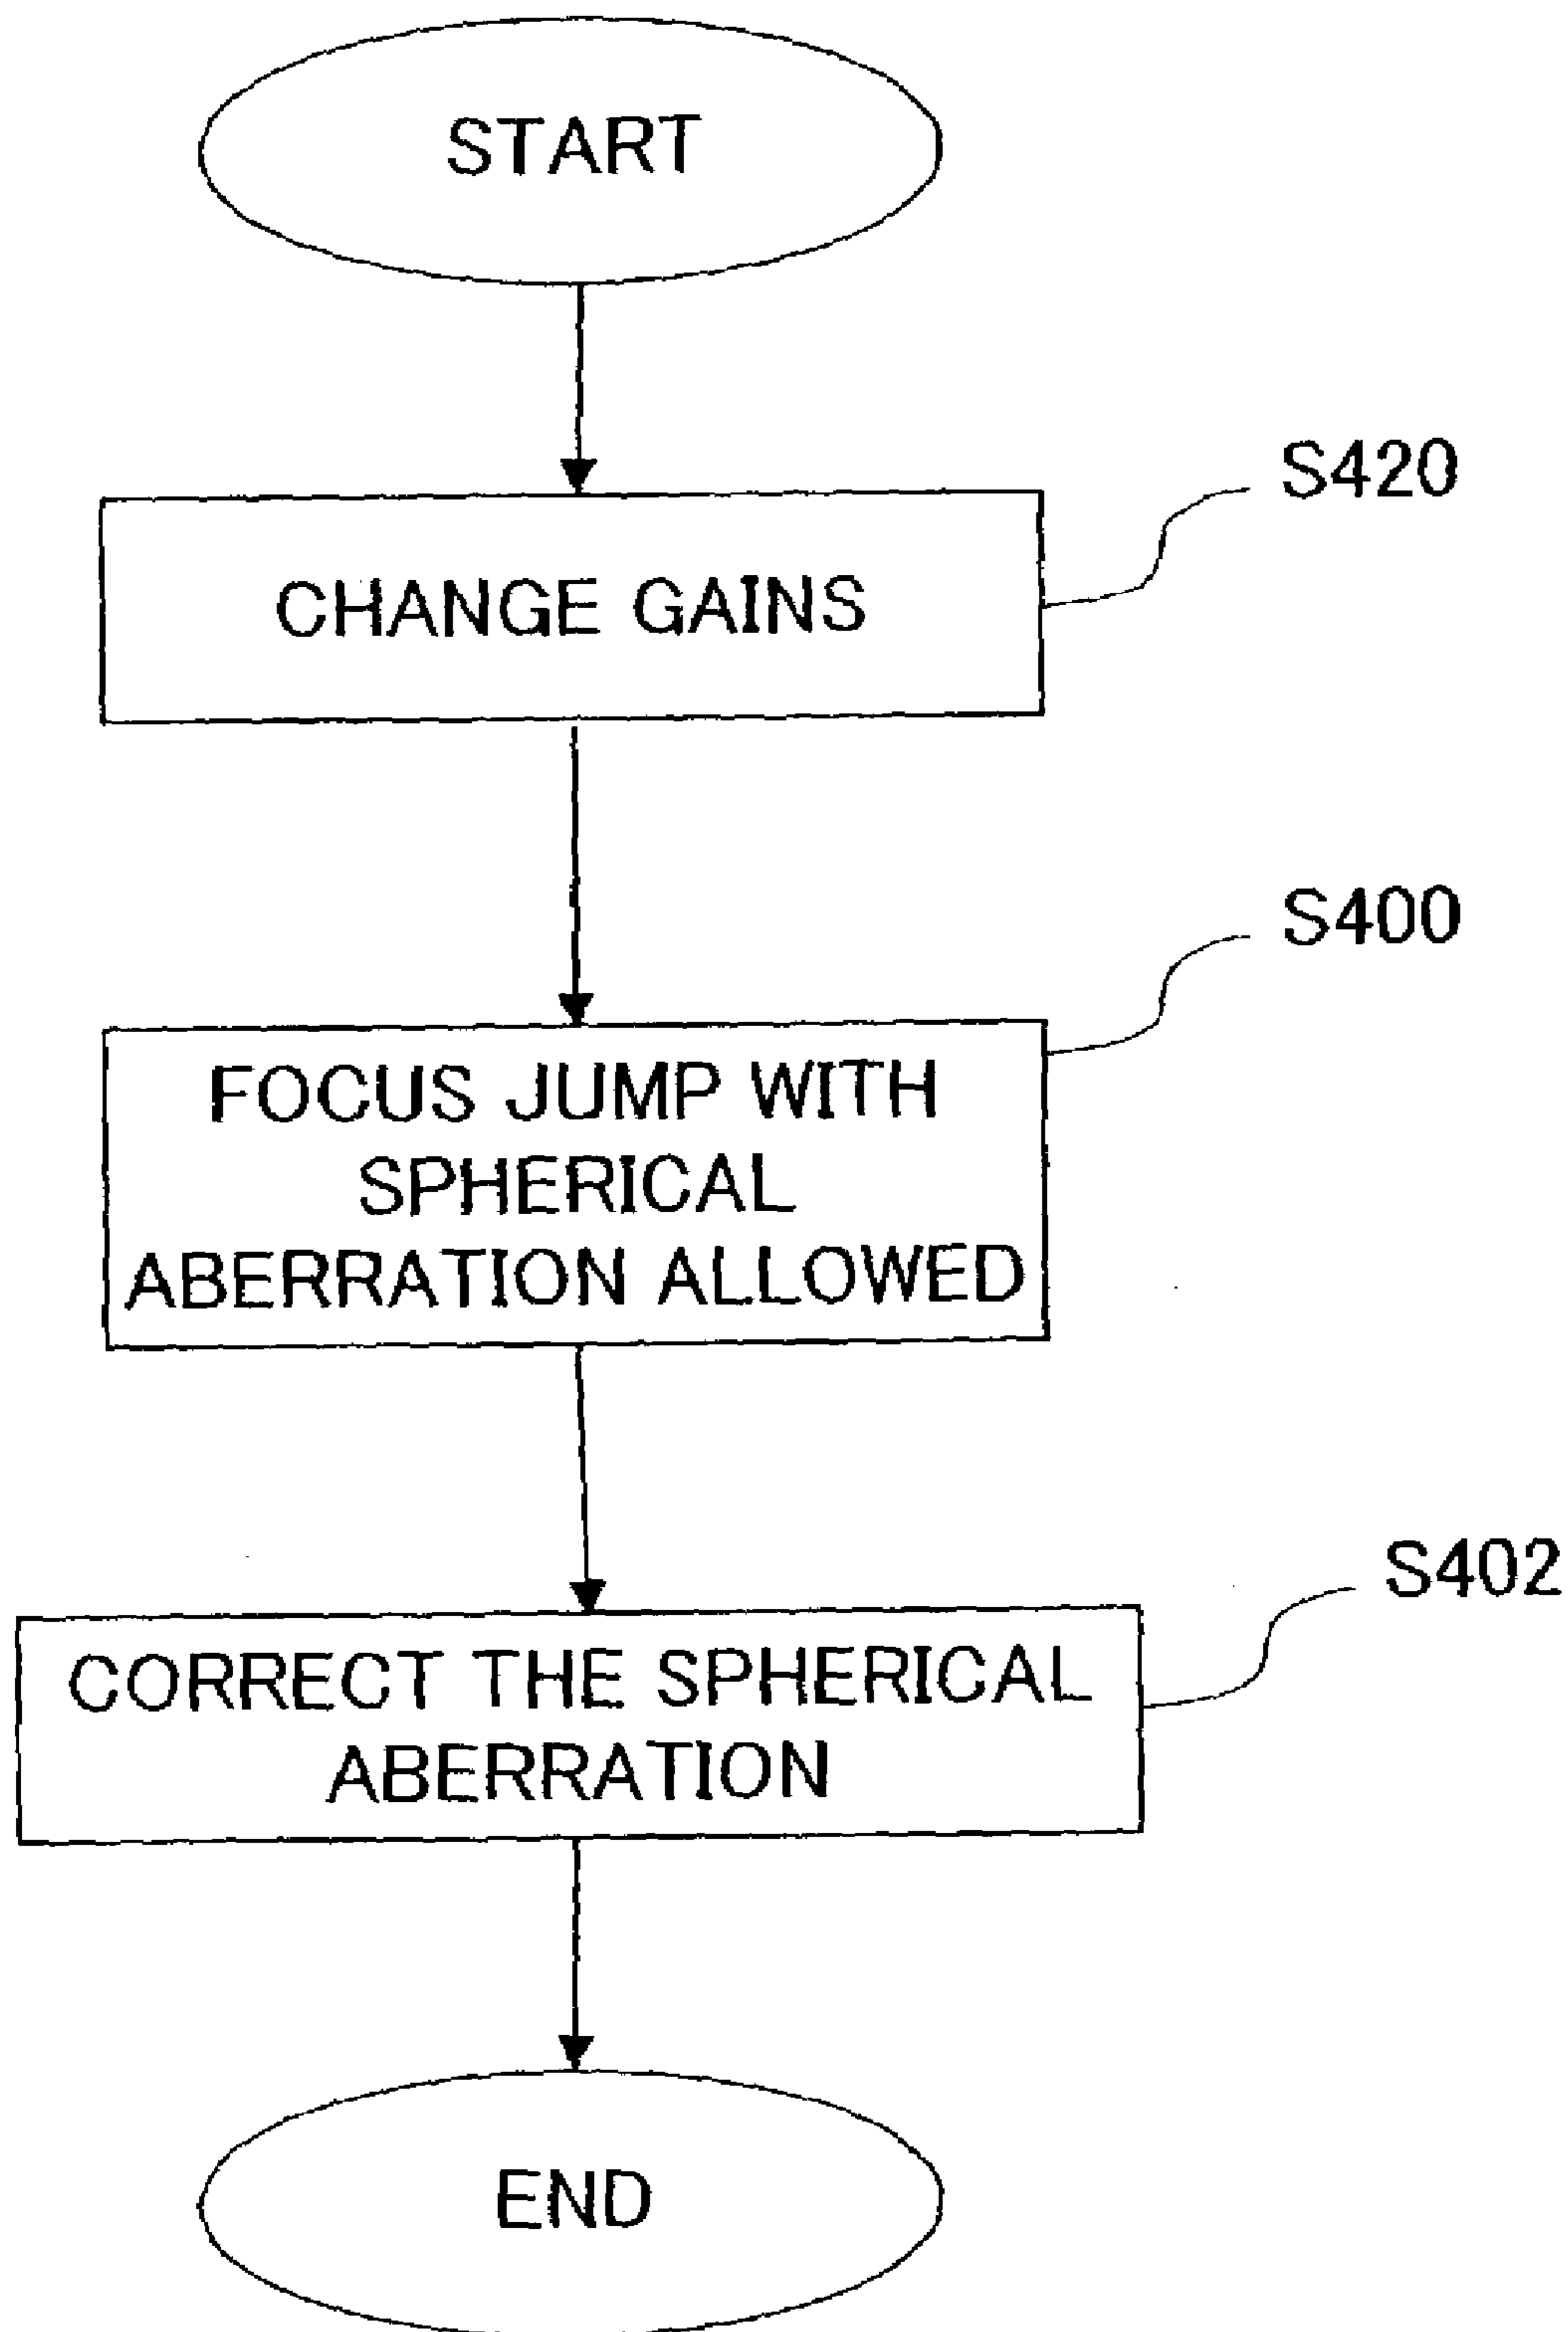 START
S420
CHANGE GAINS
S400
FOCUS JUMP WITH
SPHERICAL
ABERRATION ALLOWED
S402
CORRECT THE SPHERICAL
ABERRATION
END